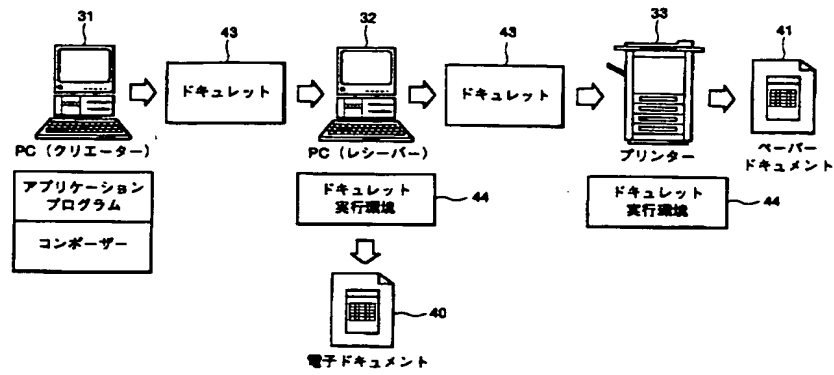 31
43
32
43
33
41
ドキュレット
ドキュレット
PC（クリエーター）
PC（レシーバー）
プリンター
ペーパー
ドキュメント
アプリケーション
プログラム
コンポーザー
ドキュレット
実行環境
44
ドキュレット
実行環境
44
40
電子ドキュメント